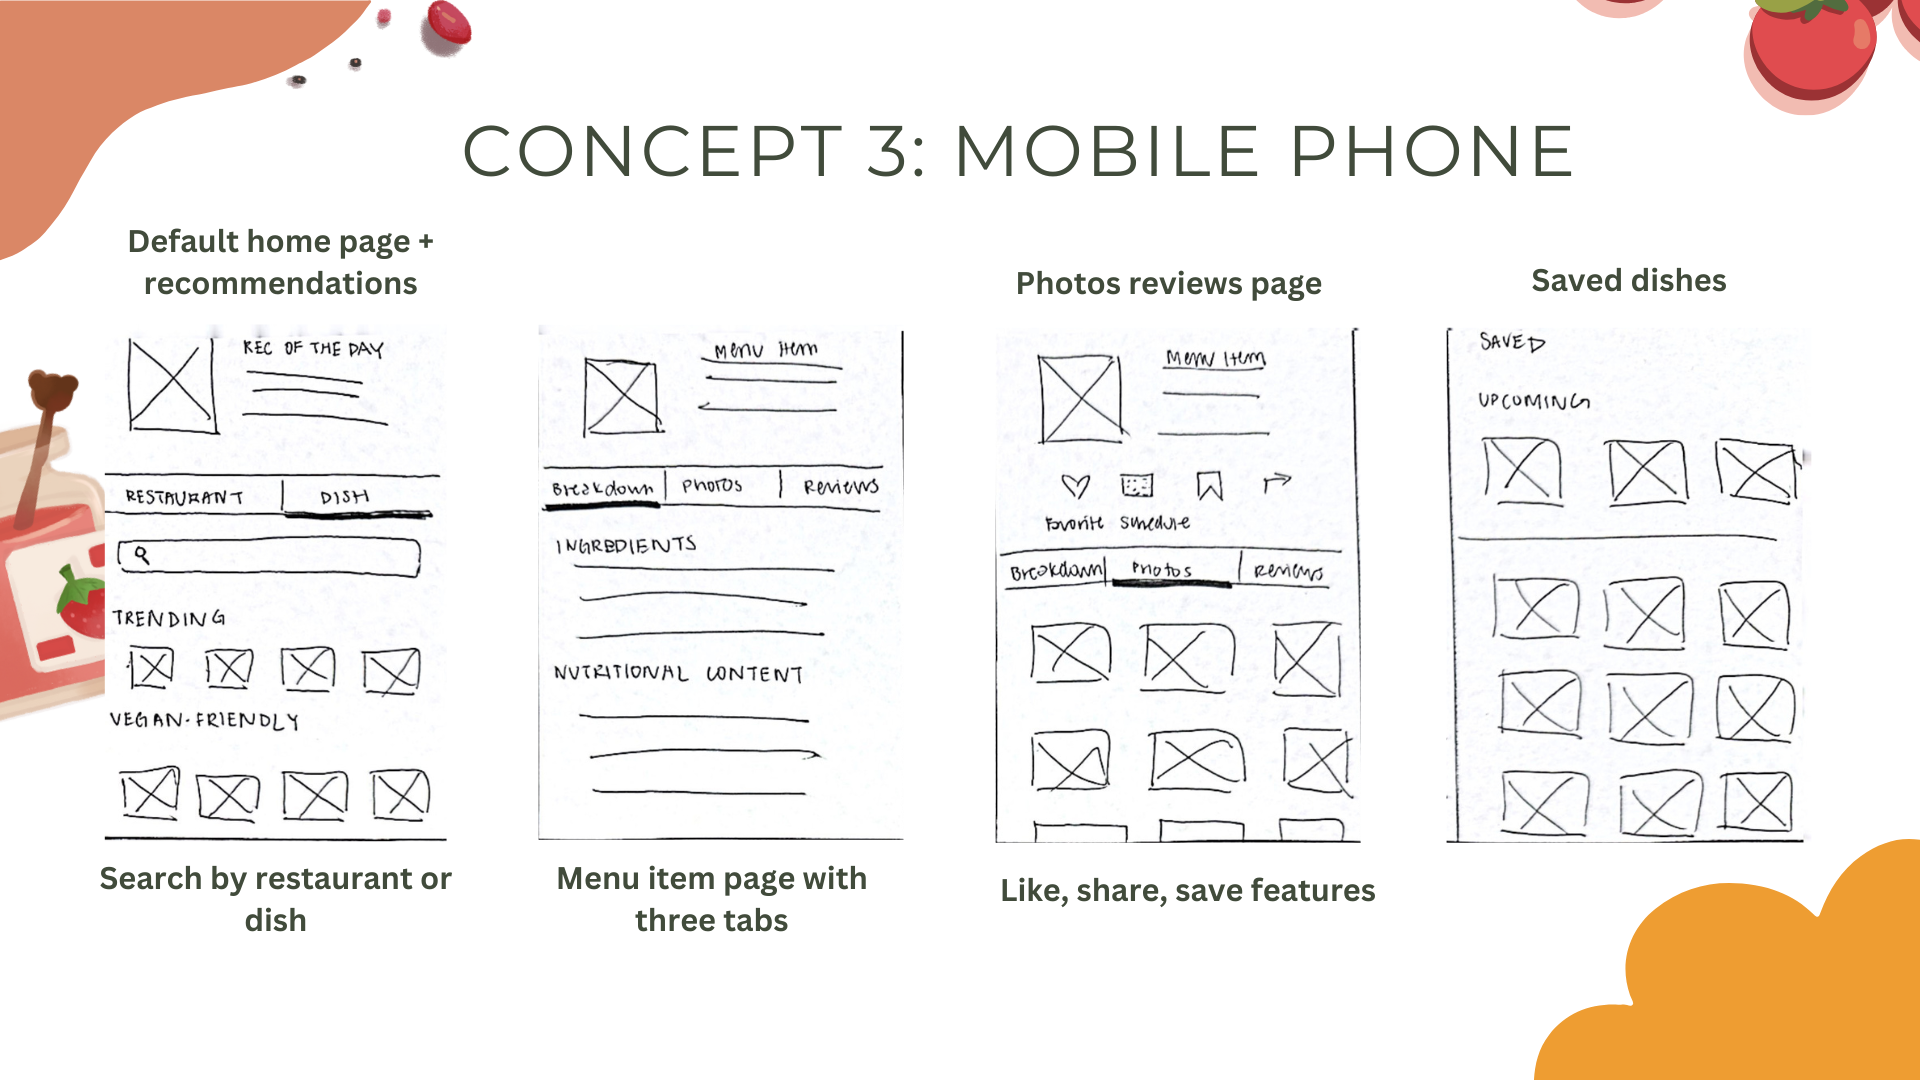 CONCEPT 3: MOBILE PHONE
Default home page +
recommendations
REC OF THE DAY
RESTAURANT DISH
TRENDING
VEGAN-FRIENDLY
Search by restaurant or
dish
Menu Item
Breakdown Photos Reviews
INGREDIENTS
NUTRITIONAL CONTENT
Menu item page with
three tabs
Photos reviews page
Menu Item
Favorite Schedule
Breakdown Photos Reviews
Like, share, save features
Saved dishes
SAVED
UPCOMING